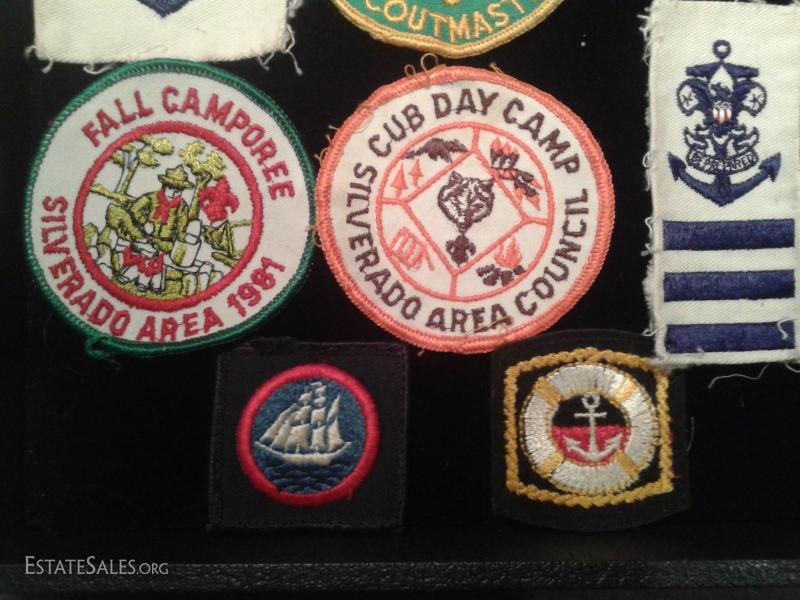 COUTMAST
FALL CAMPOREE
SILVERADO AREA 1981
CUB DAY CAMP
SILVERADO AREA COUNCIL
BE PREPARED
ESTATESALES.ORG